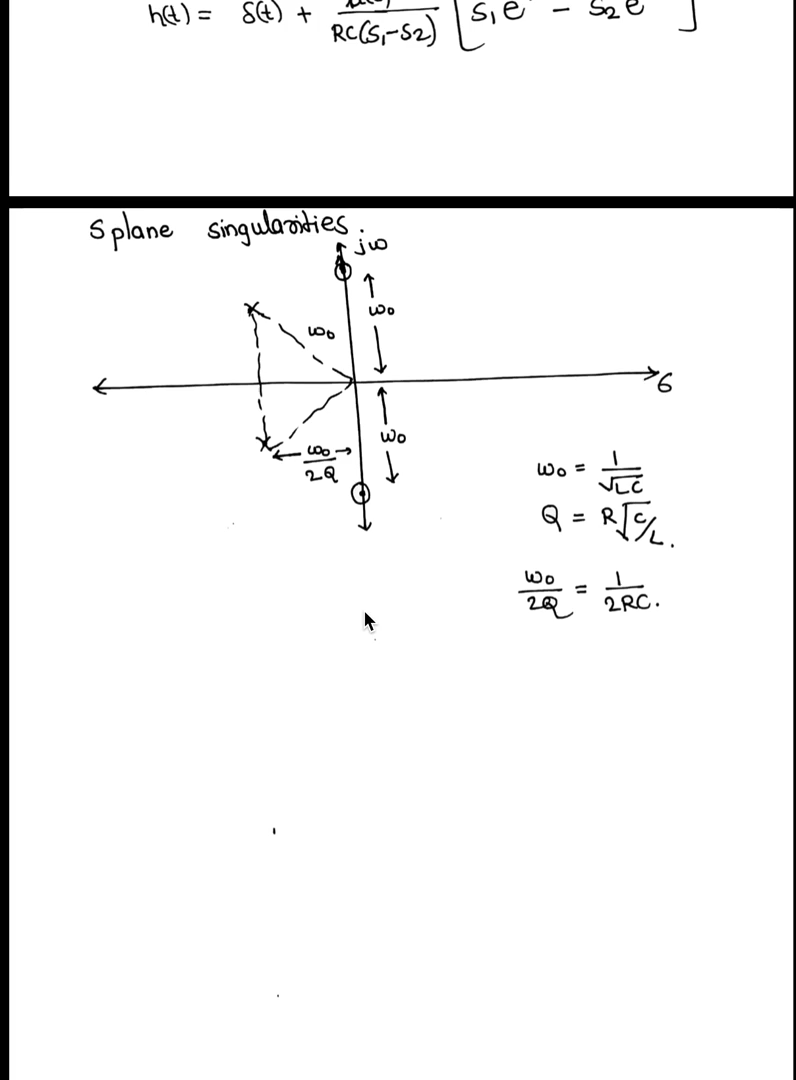 h(t) = δ(t) + / RC(S₁-S₂) [ S₁e - S₂e ]
S plane singularities.
jω
ω₀
ω₀
σ
ω₀
ω₀/2Q
ω₀ = 1/√LC
Q = R√C/L.
ω₀/2Q = 1/2RC.